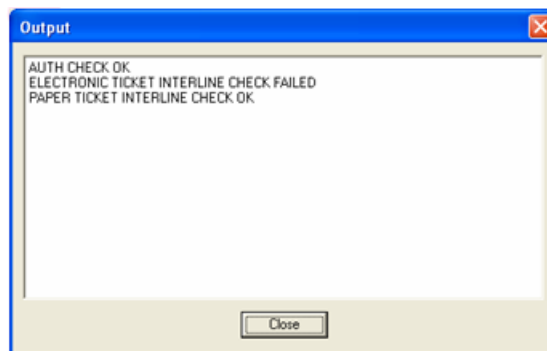 Output
AUTH CHECK OK
ELECTRONIC TICKET INTERLINE CHECK FAILED
PAPER TICKET INTERLINE CHECK OK
Close